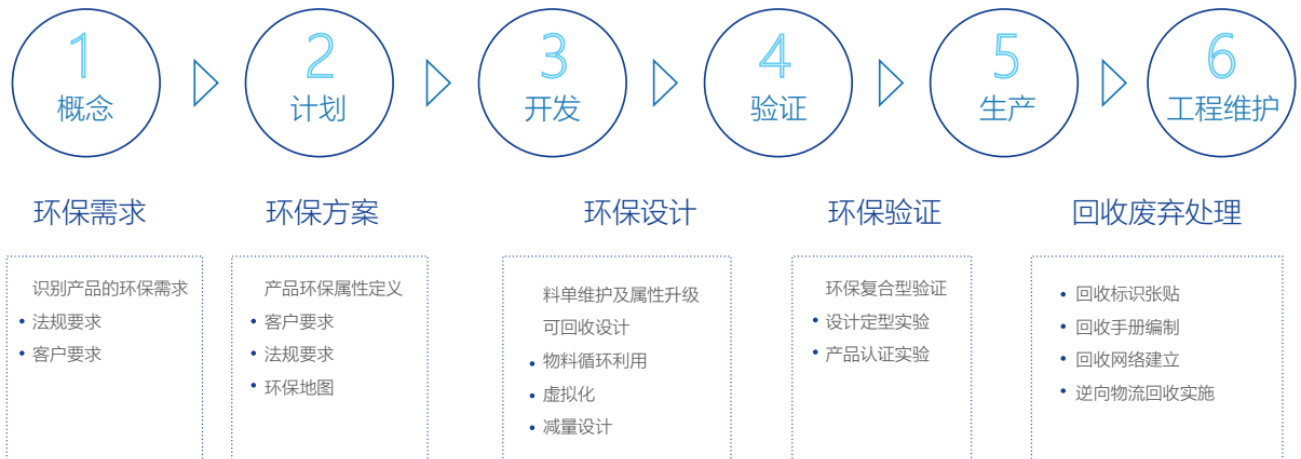 1
概念
2
计划
3
开发
4
验证
5
生产
6
工程维护
环保需求
环保方案
环保设计
环保验证
回收废弃处理
识别产品的环保需求
• 法规要求
• 客户要求
产品环保属性定义
• 客户要求
• 法规要求
• 环保地图
料单维护及属性升级
可回收设计
• 物料循环利用
• 虚拟化
• 减量设计
环保复合型验证
• 设计定型实验
• 产品认证实验
• 回收标识张贴
• 回收手册编制
• 回收网络建立
• 逆向物流回收实施